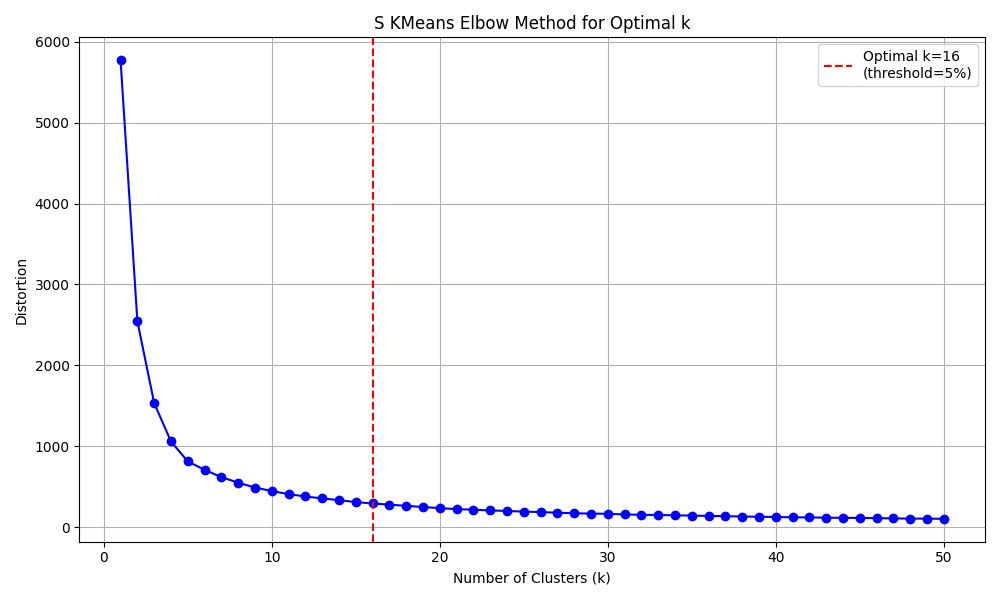 S KMeans Elbow Method for Optimal k
6000
5000
4000
3000
2000
1000
0
Distortion
Optimal k=16
(threshold=5%)
0 10 20 30 40 50
Number of Clusters (k)